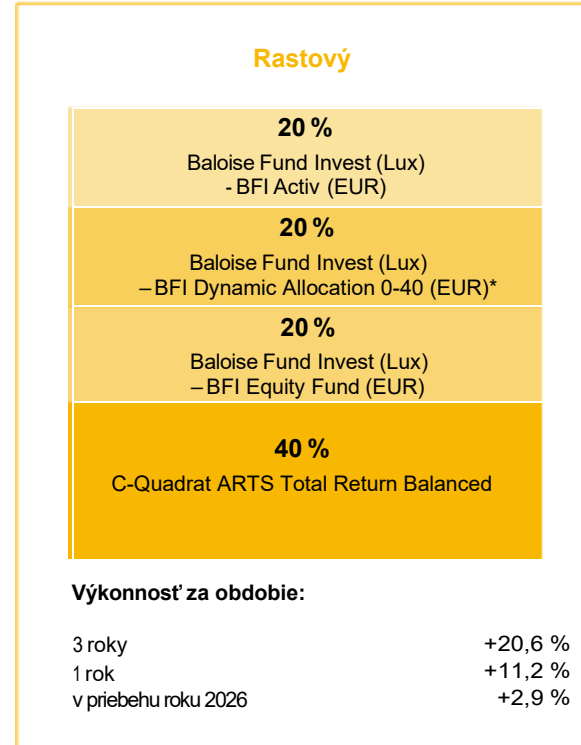 Rastový
20 %
Baloise Fund Invest (Lux)
- BFI Activ (EUR)
20 %
Baloise Fund Invest (Lux)
– BFI Dynamic Allocation 0-40 (EUR)*
20 %
Baloise Fund Invest (Lux)
– BFI Equity Fund (EUR)
40 %
C-Quadrat ARTS Total Return Balanced
Výkonnosť za obdobie:
3 roky +20,6 %
1 rok +11,2 %
v priebehu roku 2026 +2,9 %